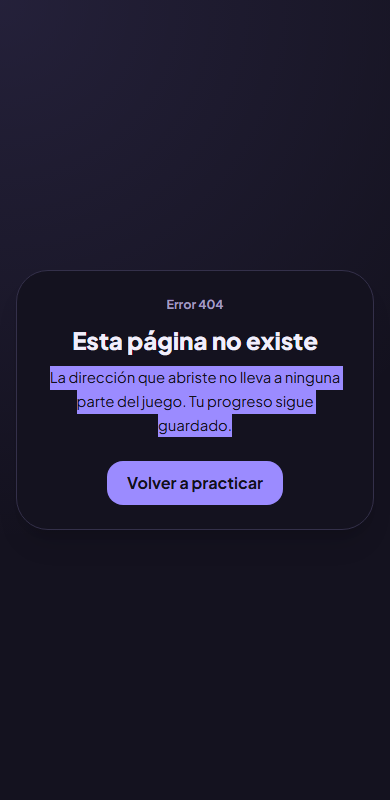 Error 404
Esta página no existe
La dirección que abriste no lleva a ninguna
parte del juego. Tu progreso sigue
guardado.
Volver a practicar